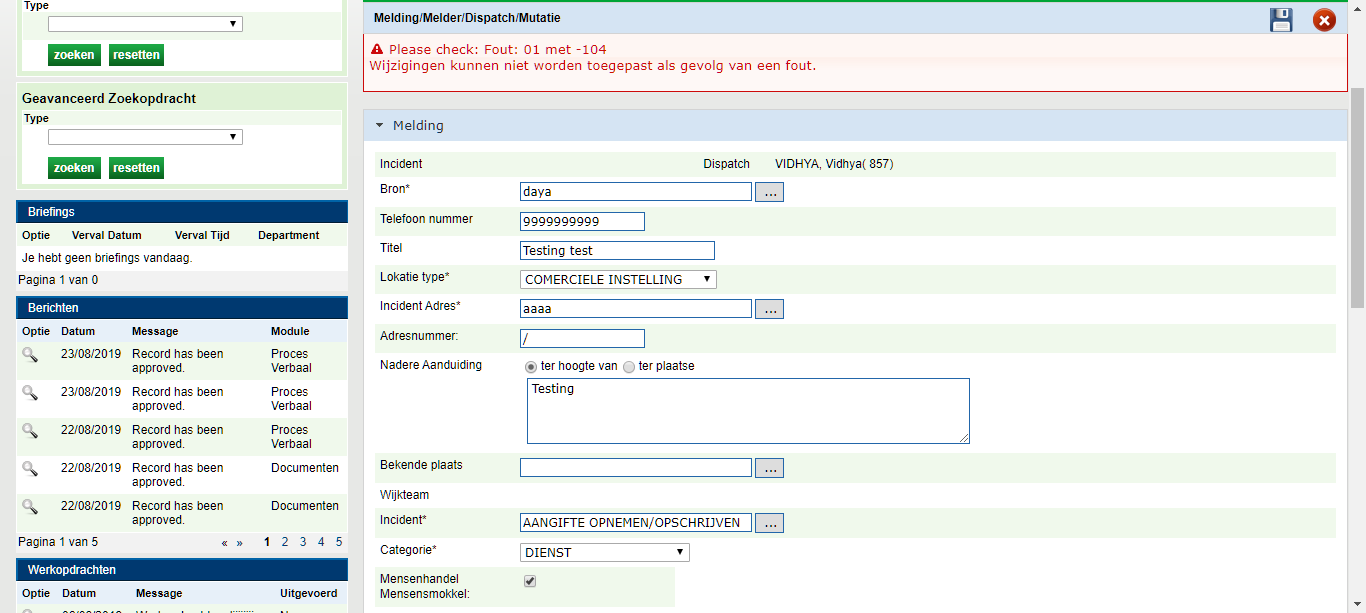 Type
zoeken resetten
Geavanceerd Zoekopdracht
Type
zoeken resetten
Briefings
Optie Verval Datum Verval Tijd Department
Je hebt geen briefings vandaag.
Pagina 1 van 0
Berichten
Optie Datum Message Module
23/08/2019 Record has been approved. Proces Verbaal
23/08/2019 Record has been approved. Proces Verbaal
22/08/2019 Record has been approved. Proces Verbaal
22/08/2019 Record has been approved. Documenten
22/08/2019 Record has been approved. Documenten
Pagina 1 van 5 « » 1 2 3 4 5
Werkopdrachten
Optie Datum Message Uitgevoerd
Melding/Melder/Dispatch/Mutatie
Please check: Fout: 01 met -104
Wijzigingen kunnen niet worden toegepast als gevolg van een fout.
Melding
Incident Dispatch VIDHYA, Vidhya( 857)
Bron* daya ...
Telefoon nummer 9999999999
Titel Testing test
Lokatie type* COMERCIELE INSTELLING
Incident Adres* aaaa ...
Adresnummer: /
Nadere Aanduiding ter hoogte van ter plaatse
Testing
Bekende plaats ...
Wijkteam
Incident* AANGIFTE OPNEMEN/OPSCHRIJVEN ...
Categorie* DIENST
Mensenhandel
Mensensmokkel: